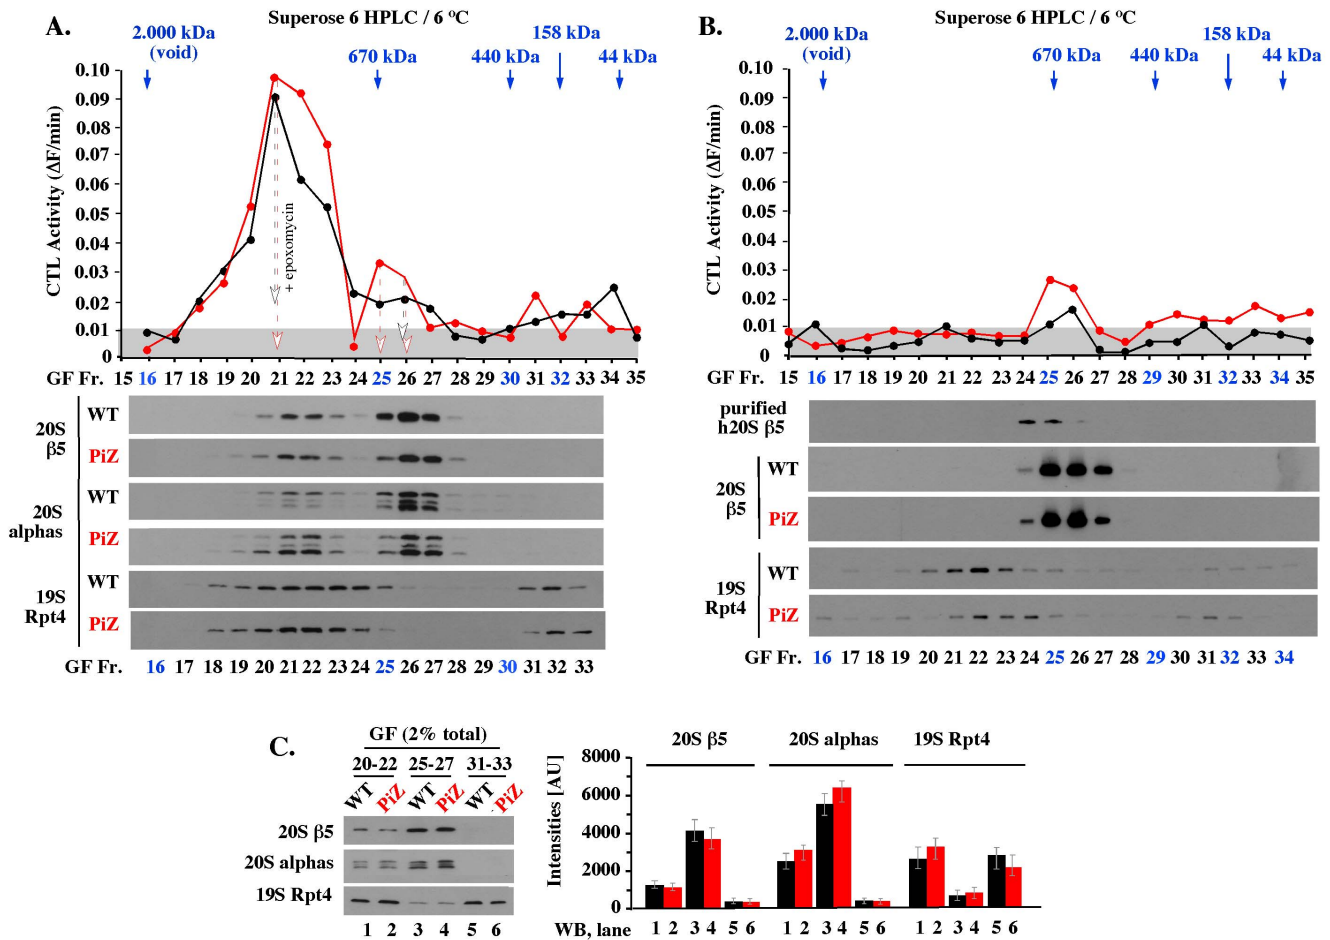 A.
Superose 6 HPLC / 6 ºC
2.000 kDa
(void)
670 kDa
440 kDa
158 kDa
44 kDa
CTL Activity (ΔF/min)
0.10
0.09
0.08
0.07
0.06
0.05
0.04
0.03
0.02
0.01
0
+ epoxomycin
GF Fr. 15 16 17 18 19 20 21 22 23 24 25 26 27 28 29 30 31 32 33 34 35
20S
β5
WT
PiZ
20S
alphas
WT
PiZ
19S
Rpt4
WT
PiZ
GF Fr. 16 17 18 19 20 21 22 23 24 25 26 27 28 29 30 31 32 33
B.
Superose 6 HPLC / 6 ºC
2.000 kDa
(void)
670 kDa
440 kDa
158 kDa
44 kDa
CTL Activity (ΔF/min)
0.10
0.09
0.08
0.07
0.06
0.05
0.04
0.03
0.02
0.01
0
GF Fr. 15 16 17 18 19 20 21 22 23 24 25 26 27 28 29 30 31 32 33 34 35
purified
h20S β5
20S
β5
WT
PiZ
19S
Rpt4
WT
PiZ
GF Fr. 16 17 18 19 20 21 22 23 24 25 26 27 28 29 30 31 32 33 34
C.
GF (2% total)
20-22 25-27 31-33
WT PiZ WT PiZ WT PiZ
20S β5
20S alphas
19S Rpt4
1 2 3 4 5 6
20S β5 20S alphas 19S Rpt4
Intensities [AU]
8000
6000
4000
2000
0
WB, lane 1 2 3 4 5 6 1 2 3 4 5 6 1 2 3 4 5 6